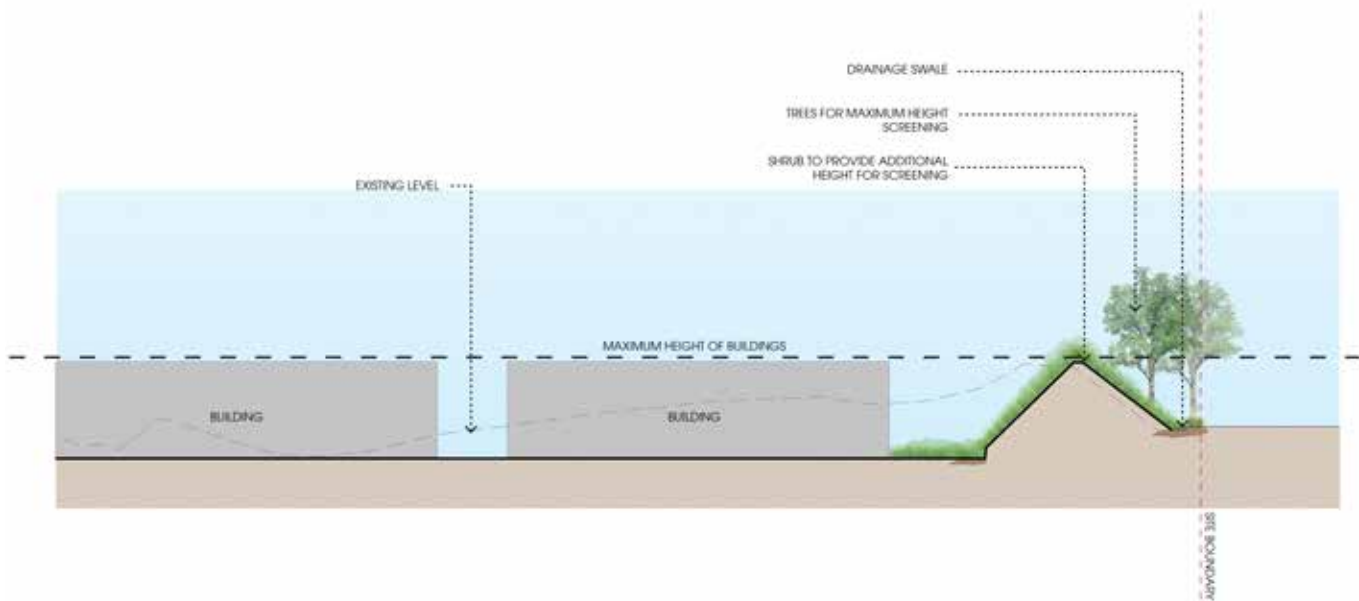 DRAINAGE SWALE
TREES FOR MAXIMUM HEIGHT
SCREENING
SHRUB TO PROVIDE ADDITIONAL
HEIGHT FOR SCREENING
EXISTING LEVEL
MAXIMUM HEIGHT OF BUILDINGS
BUILDING
BUILDING
SITE BOUNDARY